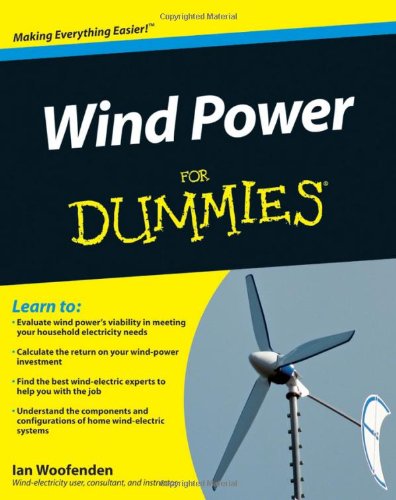 Copyrighted Material
Making Everything Easier!™
Wind Power
FOR
DUMMIES®
Learn to:
• Evaluate wind power's viability in meeting
your household electricity needs
• Calculate the return on your wind-power
investment
• Find the best wind-electric experts to
help you with the job
• Understand the components and
configurations of home wind-electric
systems
Ian Woofenden
Wind-electricity user, consultant, and instructor